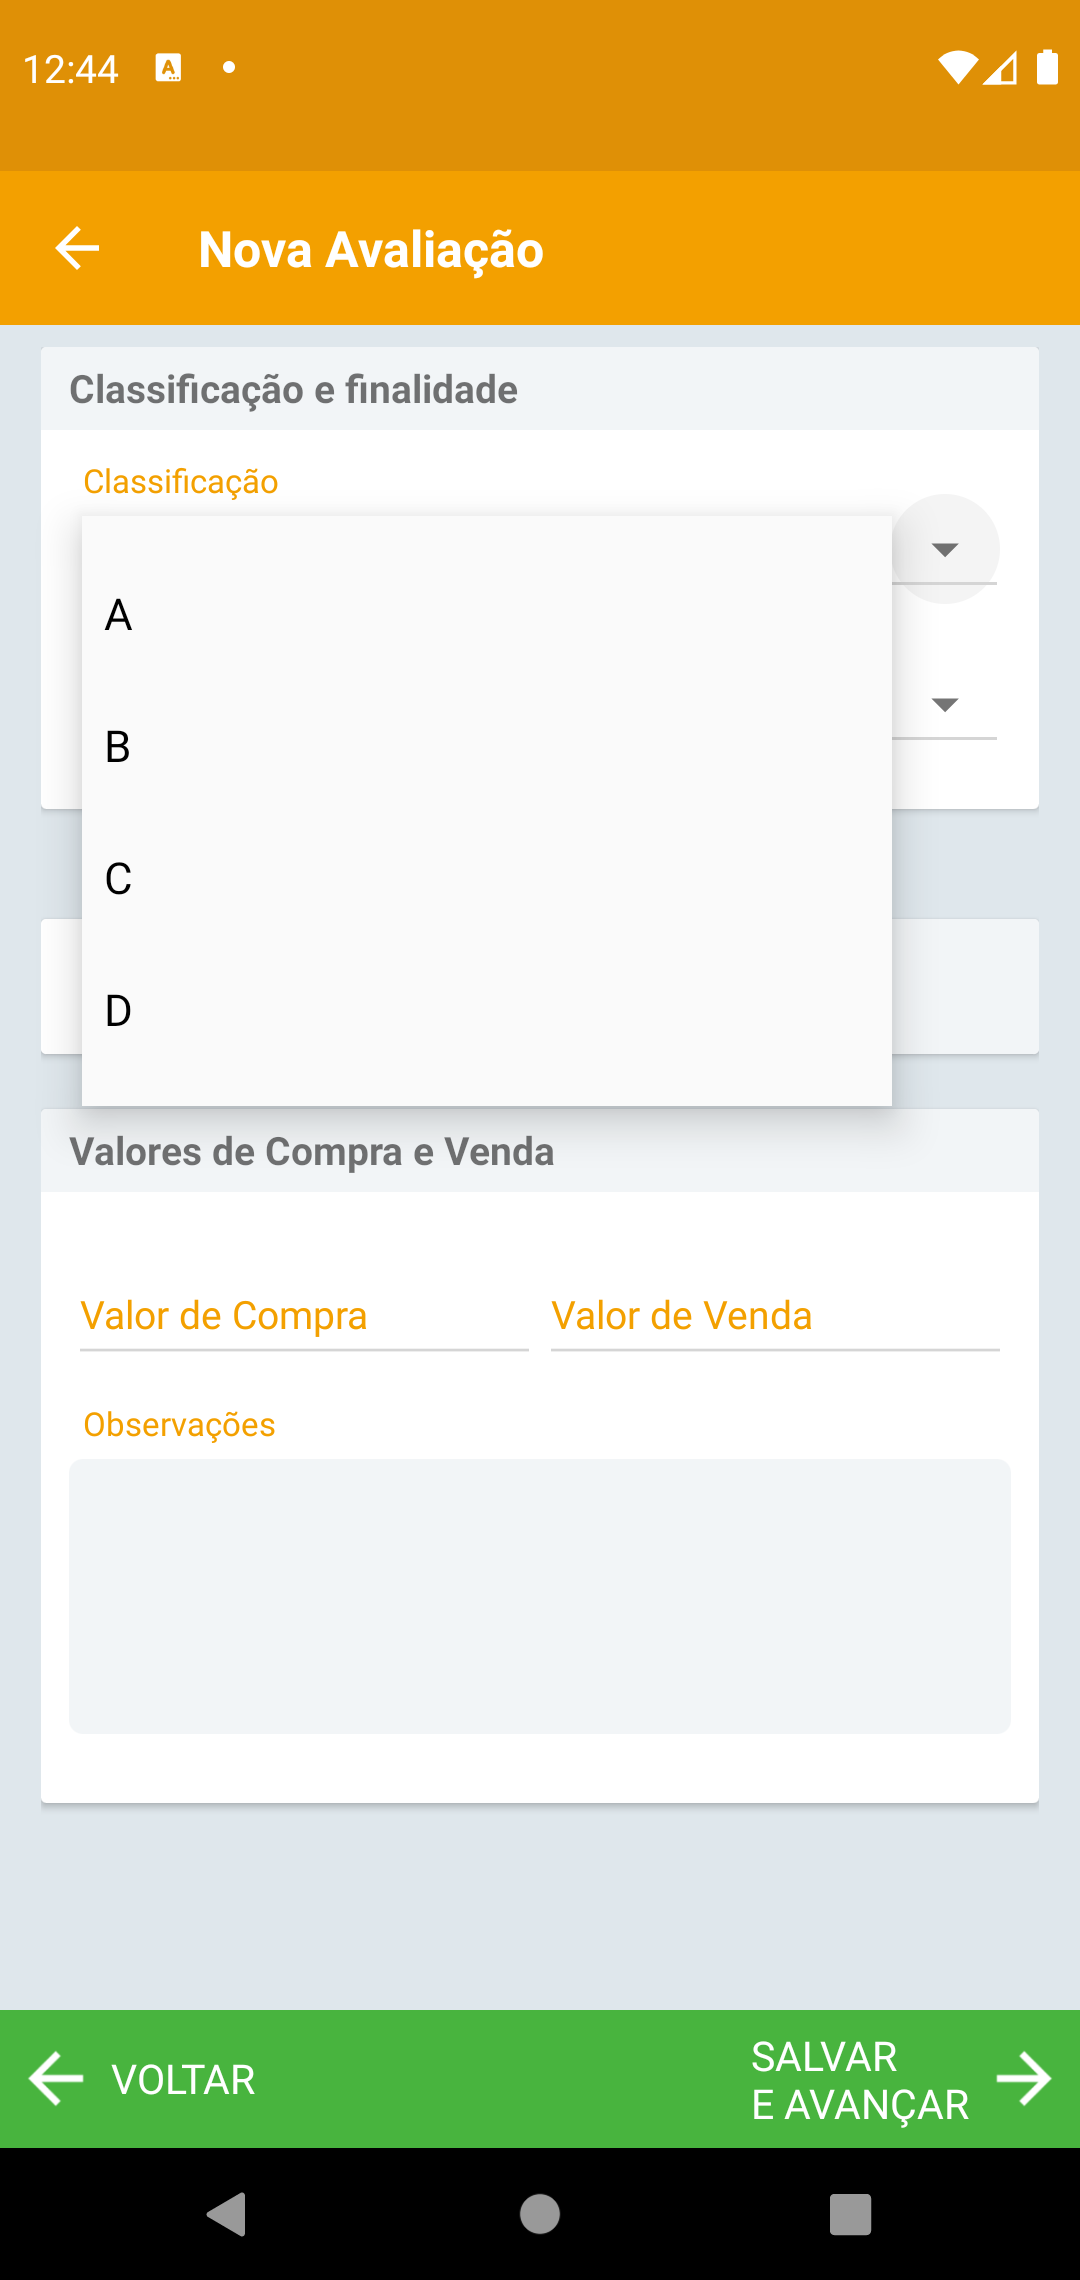 12:44
Nova Avaliação
Classificação e finalidade
Classificação
A
B
C
D
Valores de Compra e Venda
Valor de Compra
Valor de Venda
Observações
VOLTAR
SALVAR
E AVANÇAR